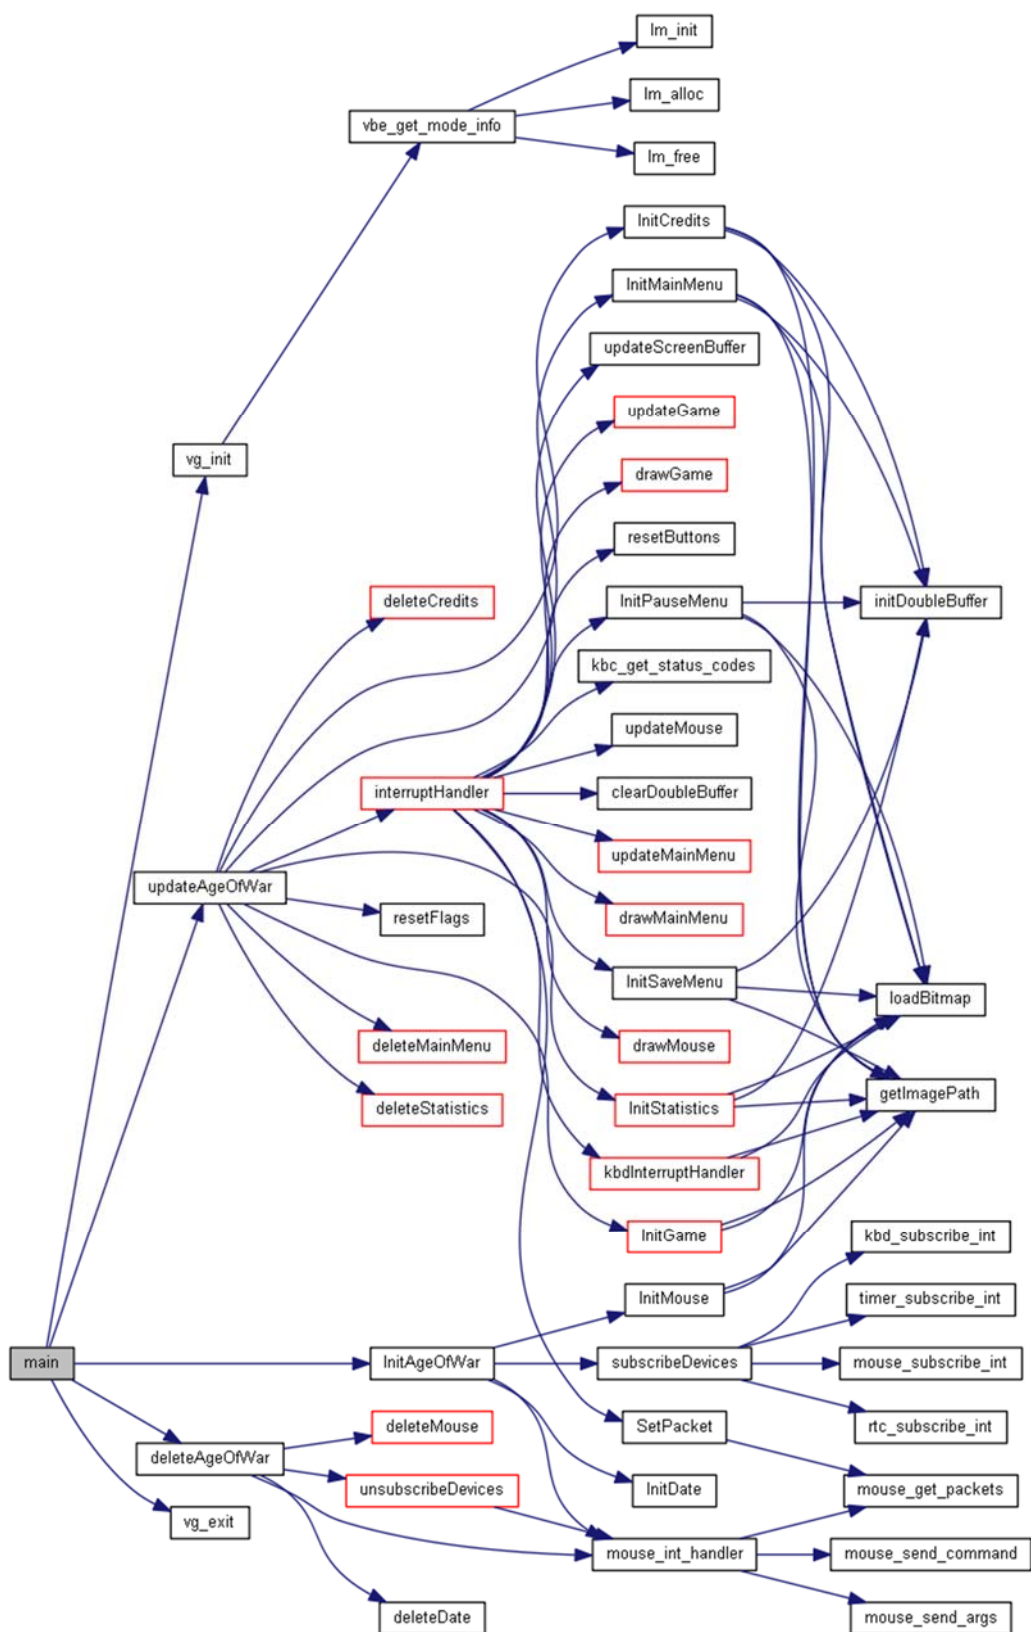 lm_init
lm_alloc
vbe_get_mode_info
lm_free
InitCredits
InitMainMenu
updateScreenBuffer
updateGame
vg_init
drawGame
resetButtons
deleteCredits
InitPauseMenu
initDoubleBuffer
kbc_get_status_codes
updateMouse
interruptHandler
clearDoubleBuffer
updateMainMenu
updateAgeOfWar
resetFlags
drawMainMenu
InitSaveMenu
loadBitmap
deleteMainMenu
drawMouse
getImagePath
deleteStatistics
InitStatistics
kbdInterruptHandler
InitGame
kbd_subscribe_int
InitMouse
timer_subscribe_int
main
InitAgeOfWar
subscribeDevices
mouse_subscribe_int
deleteMouse
SetPacket
rtc_subscribe_int
deleteAgeOfWar
unsubscribeDevices
InitDate
mouse_get_packets
vg_exit
mouse_int_handler
mouse_send_command
deleteDate
mouse_send_args